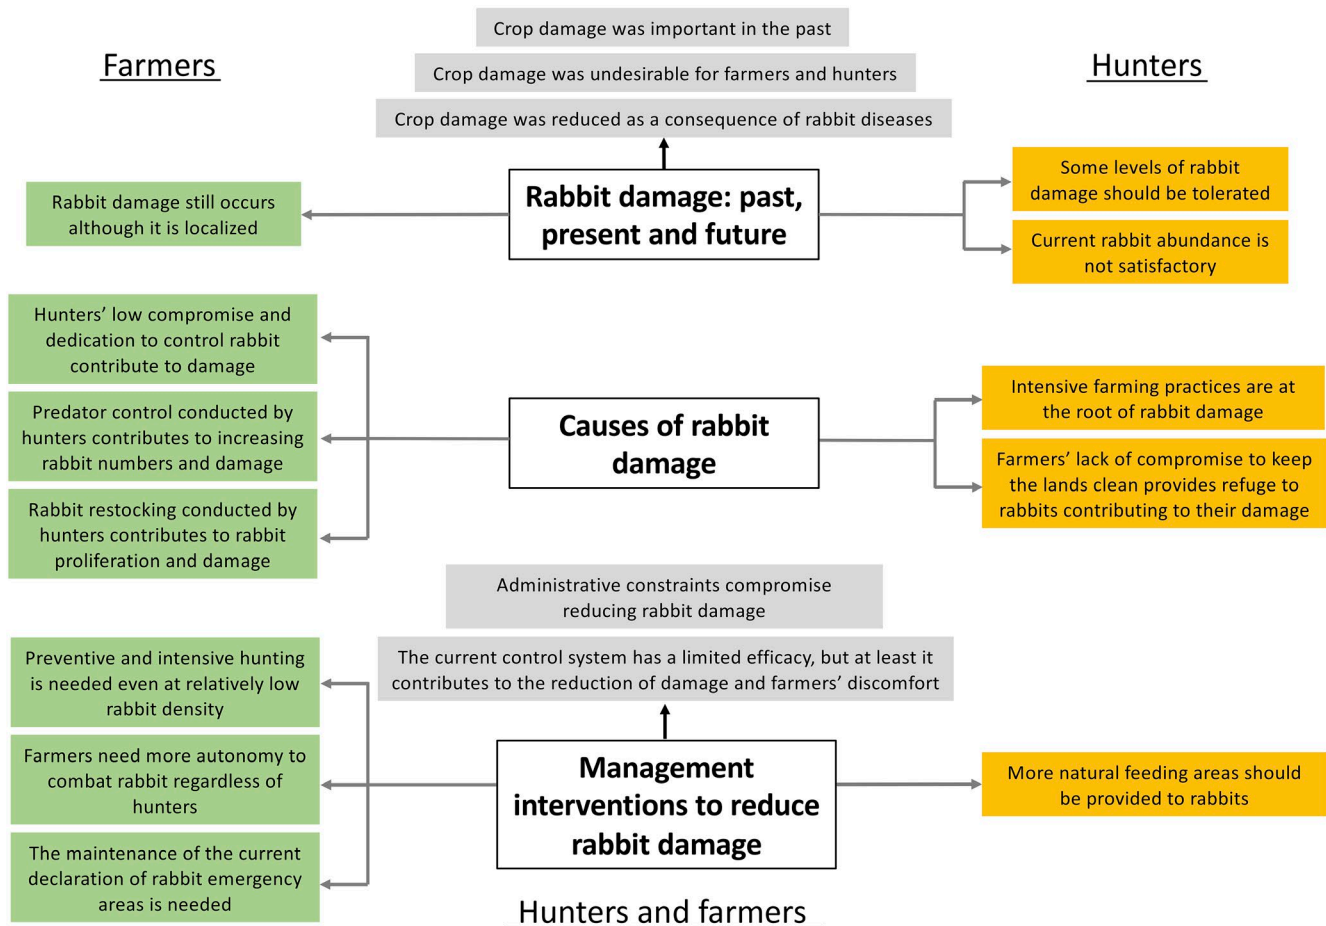 Farmers
Hunters
Crop damage was important in the past
Crop damage was undesirable for farmers and hunters
Crop damage was reduced as a consequence of rabbit diseases
Rabbit damage: past,
present and future
Rabbit damage still occurs
although it is localized
Some levels of rabbit
damage should be tolerated
Current rabbit abundance is
not satisfactory
Hunters’ low compromise and
dedication to control rabbit
contribute to damage
Predator control conducted by
hunters contributes to increasing
rabbit numbers and damage
Rabbit restocking conducted by
hunters contributes to rabbit
proliferation and damage
Causes of rabbit
damage
Intensive farming practices are at
the root of rabbit damage
Farmers’ lack of compromise to keep
the lands clean provides refuge to
rabbits contributing to their damage
Administrative constraints compromise
reducing rabbit damage
The current control system has a limited efficacy, but at least it
contributes to the reduction of damage and farmers’ discomfort
Preventive and intensive hunting
is needed even at relatively low
rabbit density
Farmers need more autonomy to
combat rabbit regardless of
hunters
The maintenance of the current
declaration of rabbit emergency
areas is needed
Management
interventions to reduce
rabbit damage
More natural feeding areas should
be provided to rabbits
Hunters and farmers